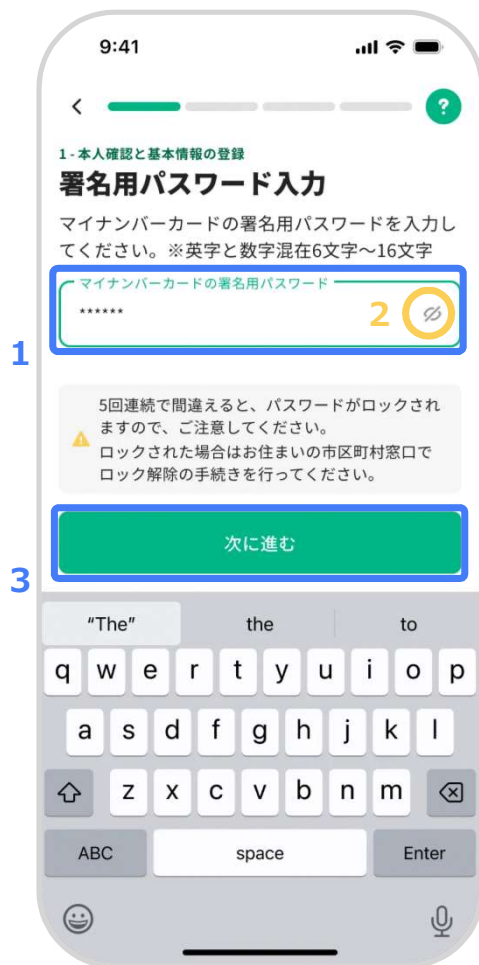 9:41
?
1 - 本人確認と基本情報の登録
署名用パスワード入力
マイナンバーカードの署名用パスワードを入力し
てください。※英字と数字混在6文字～16文字
マイナンバーカードの署名用パスワード
******
2
1
5回連続で間違えると、パスワードがロックされ
ますので、ご注意してください。
ロックされた場合はお住まいの市区町村窓口で
ロック解除の手続きを行ってください。
次に進む
3
"The" the to
q w e r t y u i o p
a s d f g h j k l
z x c v b n m
ABC space Enter